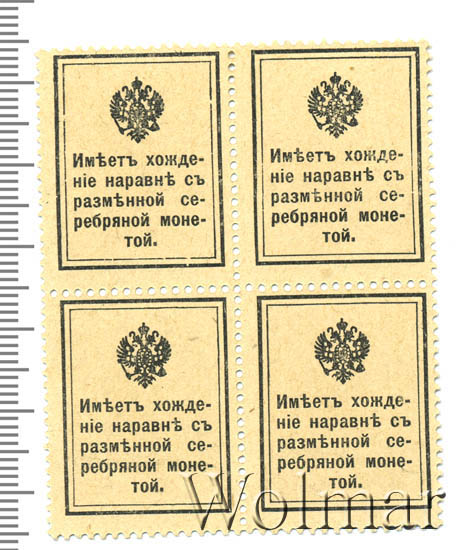 Имѣетъ хожде-
ніе наравнѣ съ
размѣнной се-
ребряной моне-
той.
Имѣетъ хожде-
ніе наравнѣ съ
размѣнной се-
ребряной моне-
той.
Имѣетъ хожде-
ніе наравнѣ съ
размѣнной се-
ребряной моне-
той.
Имѣетъ хожде-
ніе наравнѣ съ
размѣнной се-
ребряной моне-
той.
Wolmar